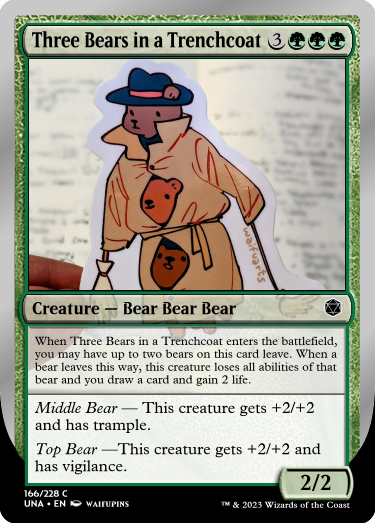 Three Bears in a Trenchcoat 3
waifuarts
Creature — Bear Bear Bear
When Three Bears in a Trenchcoat enters the battlefield,
you may have up to two bears on this card leave. When a
bear leaves this way, this creature loses all abilities of that
bear and you draw a card and gain 2 life.
Middle Bear — This creature gets +2/+2
and has trample.
Top Bear —This creature gets +2/+2 and
has vigilance.
2/2
166/228 C
UNA • EN WAIFUPINS
™ & 2023 Wizards of the Coast